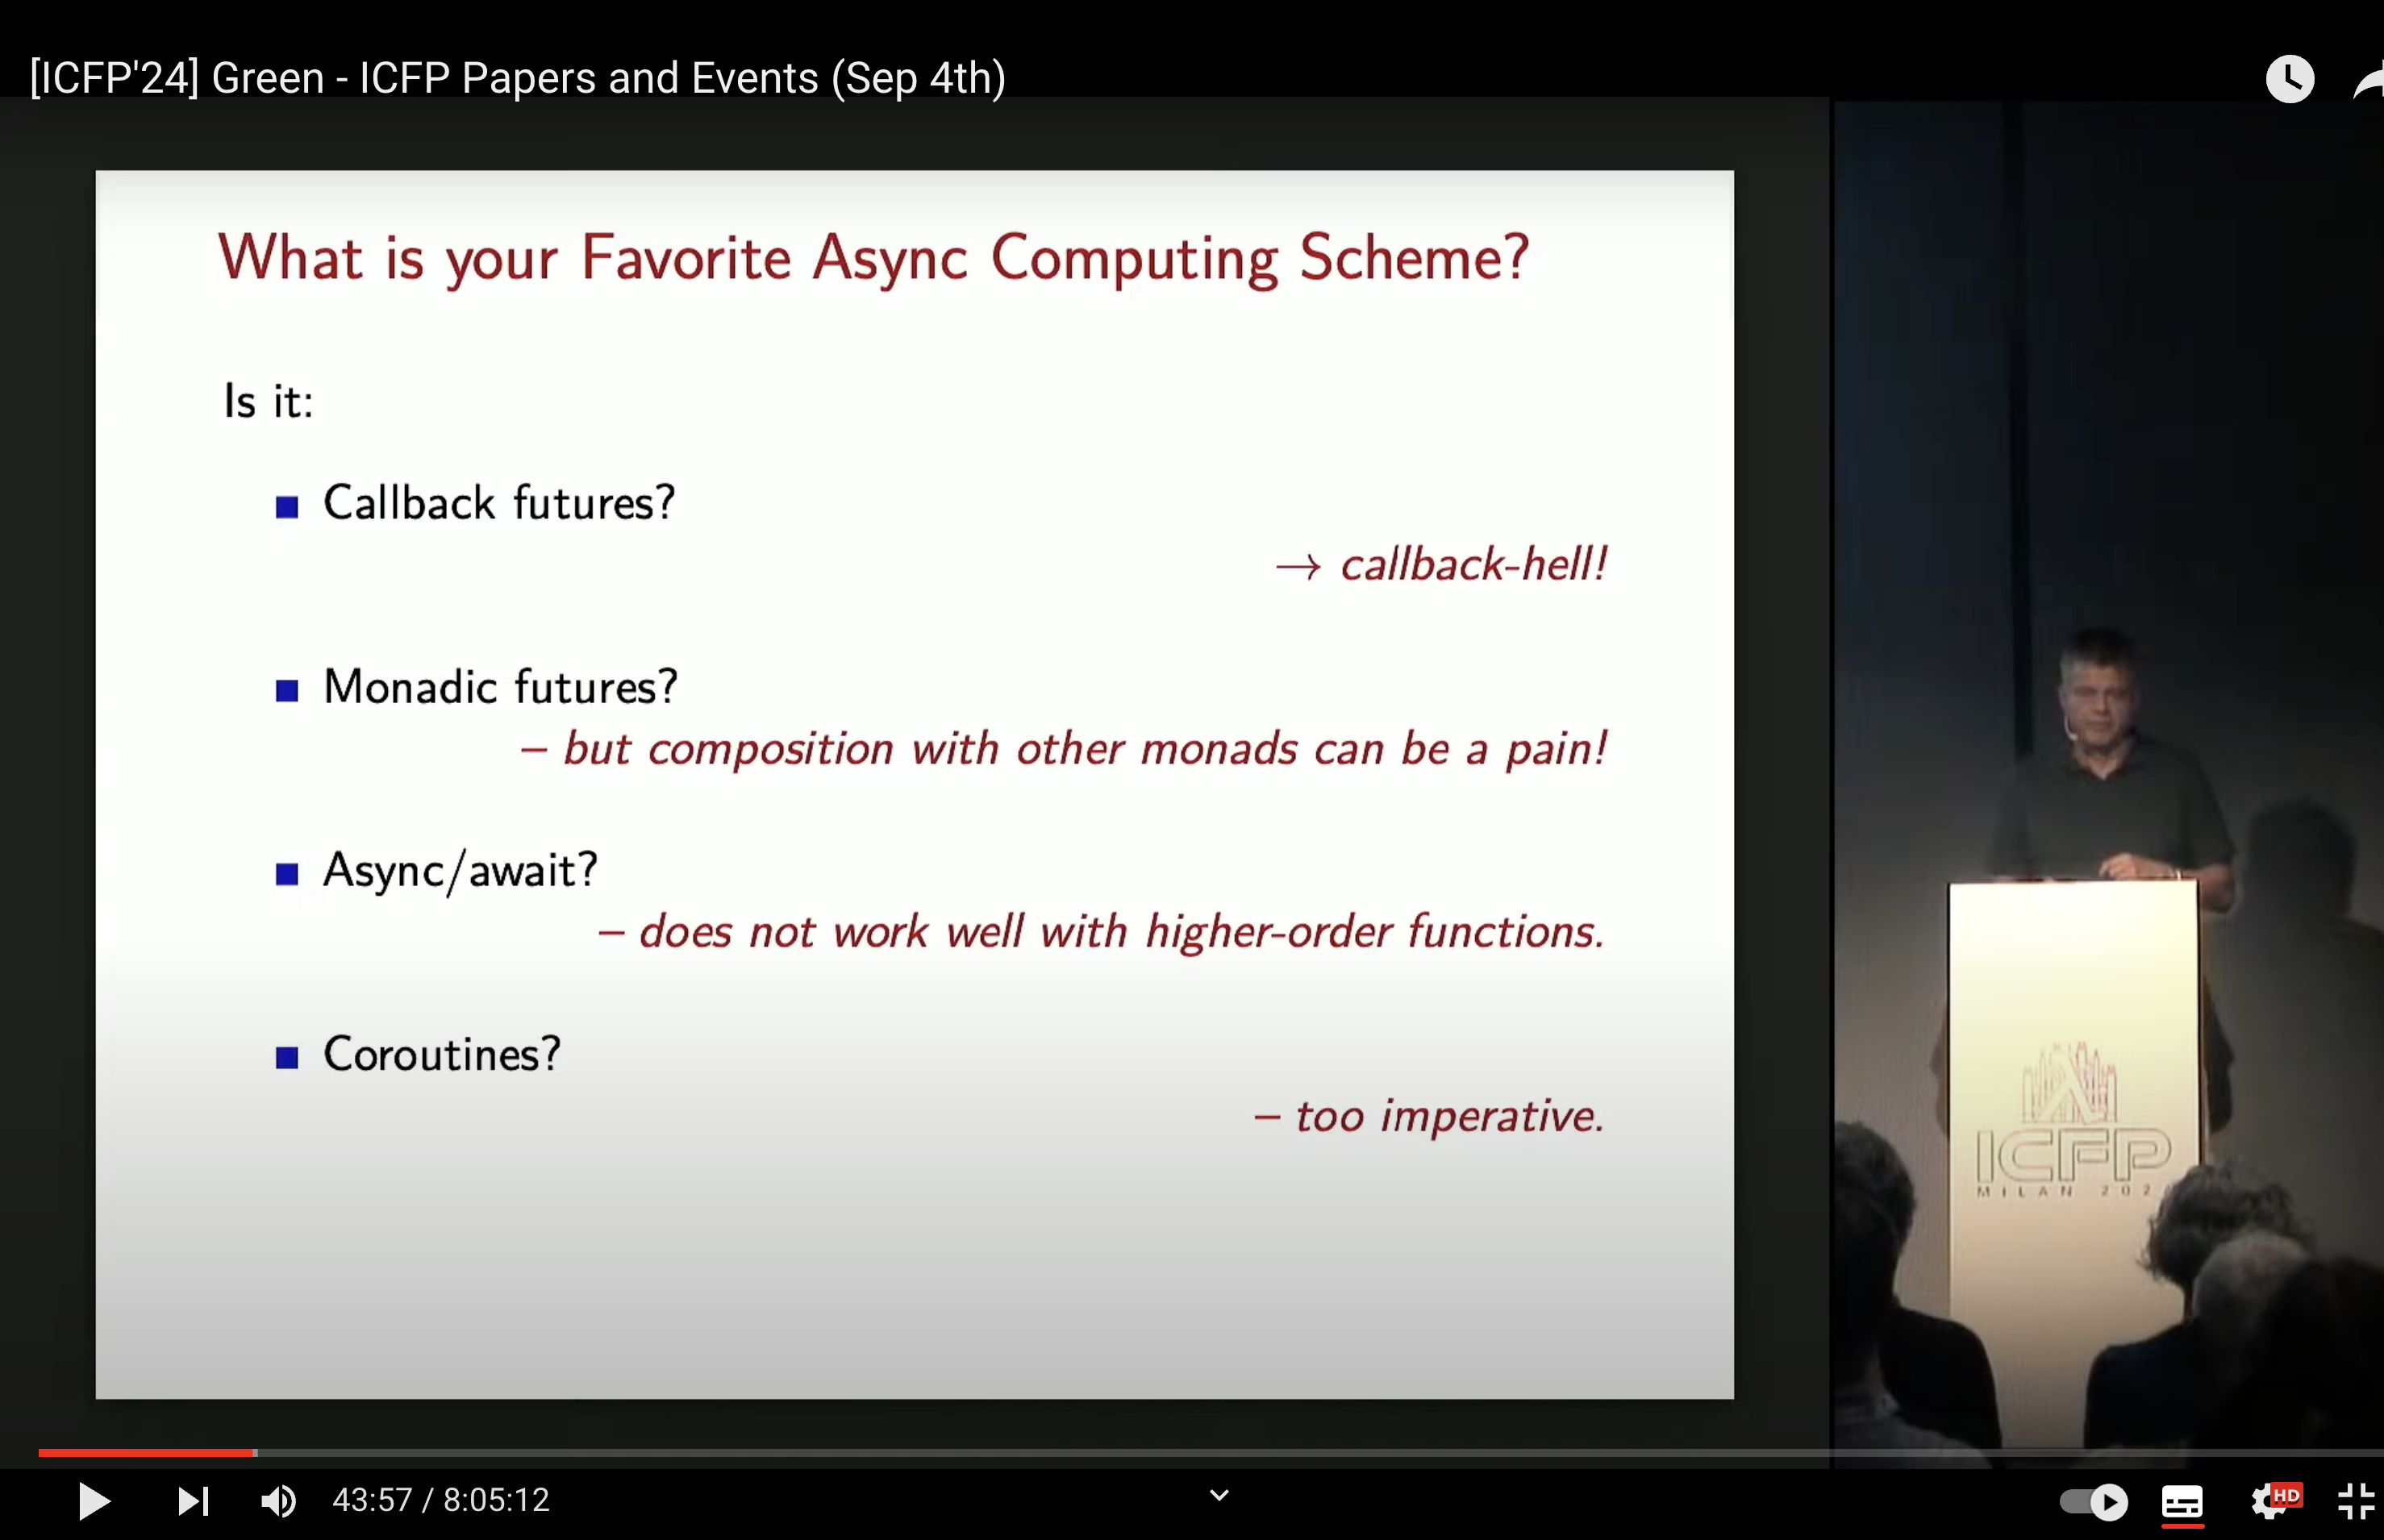 [ICFP'24] Green - ICFP Papers and Events (Sep 4th)
What is your Favorite Async Computing Scheme?
Is it:
Callback futures?
→ callback-hell!
Monadic futures?
– but composition with other monads can be a pain!
Async/await?
– does not work well with higher-order functions.
Coroutines?
– too imperative.
ICFP
MILAN 202
43:57 / 8:05:12
HD